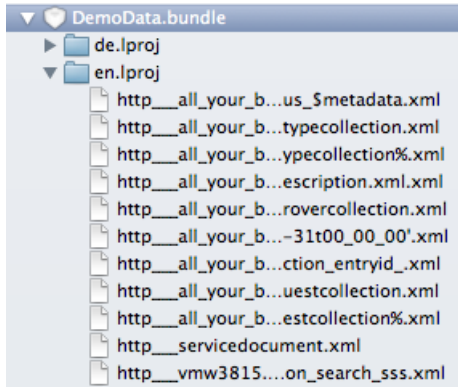 DemoData.bundle
de.lproj
en.lproj
http___all_your_b...us_$metadata.xml
http___all_your_b...typecollection.xml
http___all_your_b...ypecollection%.xml
http___all_your_b...escription.xml.xml
http___all_your_b...rovercollection.xml
http___all_your_b...-31t00_00_00'.xml
http___all_your_b...ction_entryid_.xml
http___all_your_b...uestcollection.xml
http___all_your_b...estcollection%.xml
http___servicedocument.xml
http___vmw3815....on_search_sss.xml